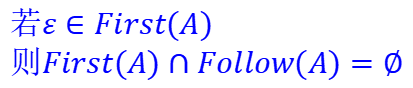 若ε ∈ First(A)
则First(A) ∩ Follow(A) = ∅